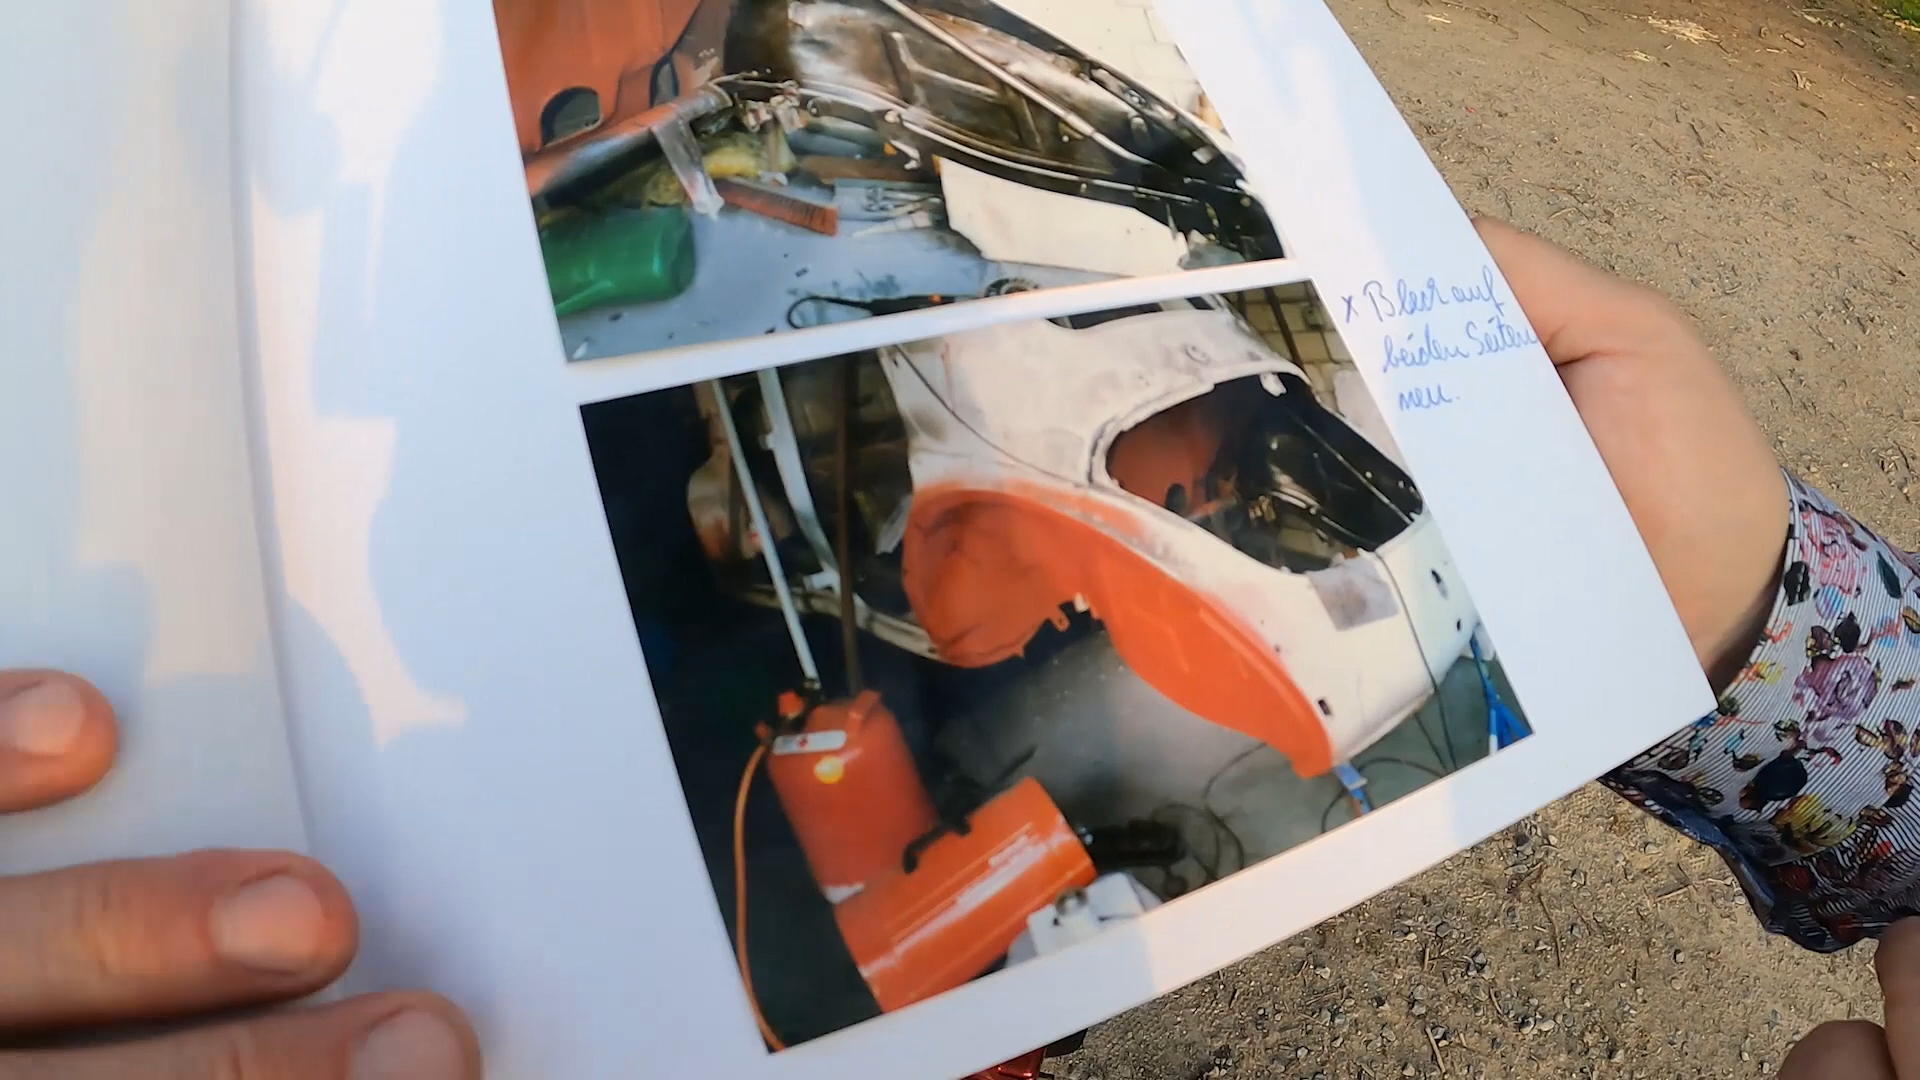 x Blech auf
beiden Seiten
neu.